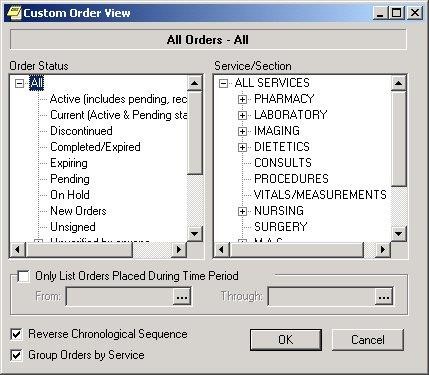 Custom Order View
All Orders - All
Order Status
All
Active (includes pending, rec
Current (Active & Pending sta
Discontinued
Completed/Expired
Expiring
Pending
On Hold
New Orders
Unsigned
Unverified by anyone
Service/Section
ALL SERVICES
PHARMACY
LABORATORY
IMAGING
DIETETICS
CONSULTS
PROCEDURES
VITALS/MEASUREMENTS
NURSING
SURGERY
M.A.S.
Only List Orders Placed During Time Period
From: ...
Through: ...
Reverse Chronological Sequence
Group Orders by Service
OK
Cancel